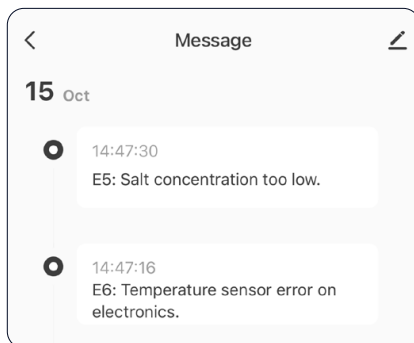 Message
15 Oct
14:47:30
E5: Salt concentration too low.
14:47:16
E6: Temperature sensor error on
electronics.